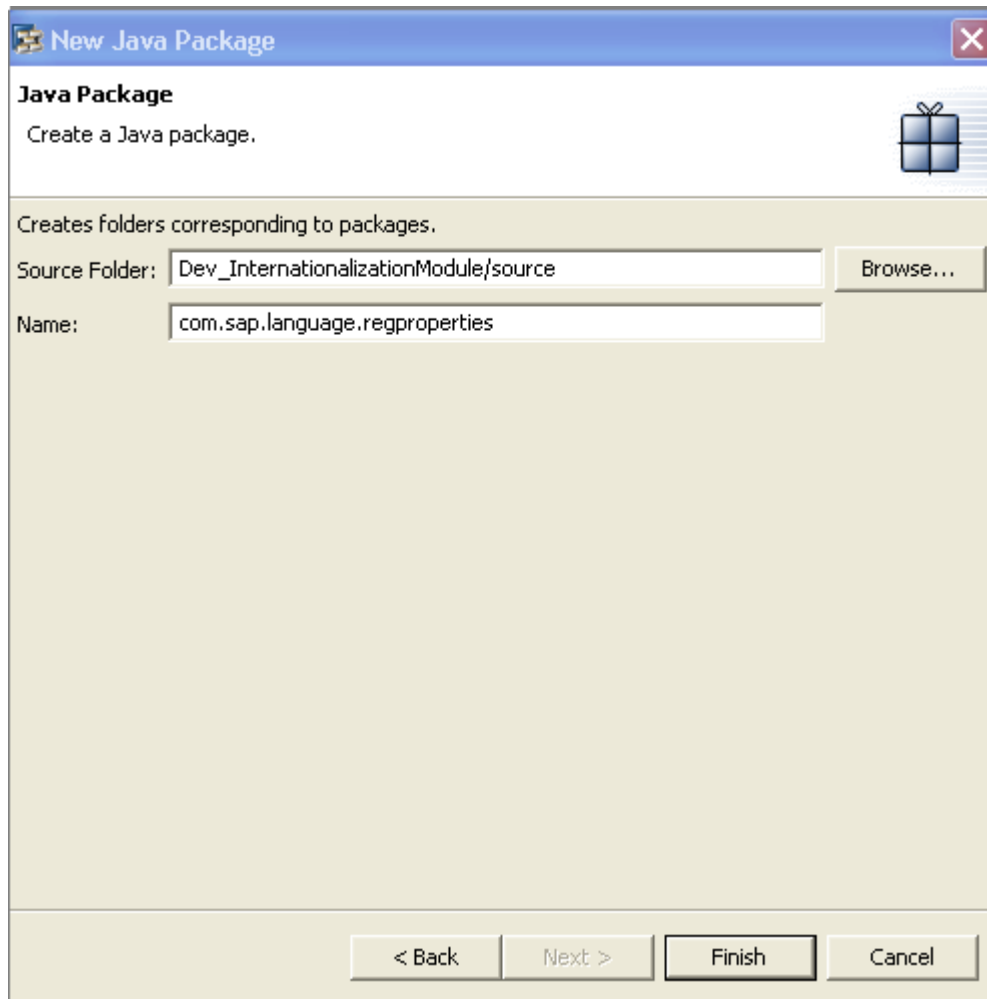 New Java Package
Java Package
Create a Java package.
Creates folders corresponding to packages.
Source Folder: Dev_InternationalizationModule/source Browse...
Name: com.sap.language.regproperties
< Back Next > Finish Cancel